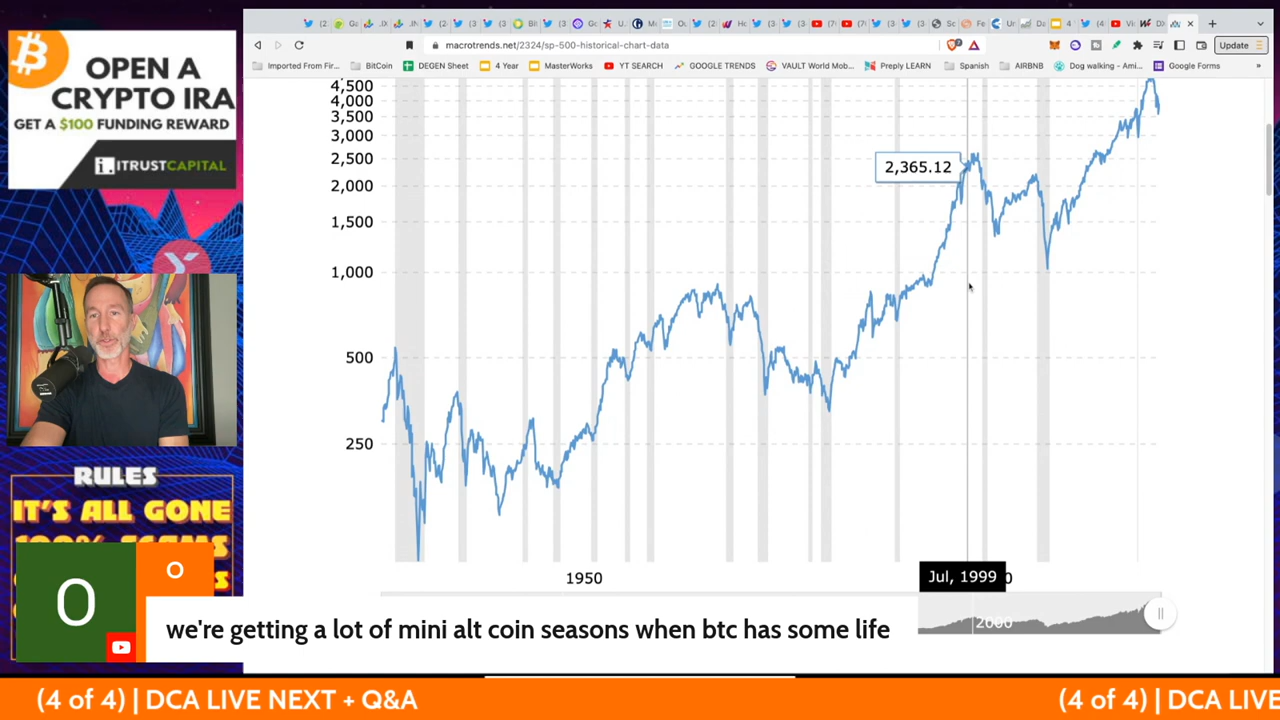 OPEN A
CRYPTO IRA
GET A $100 FUNDING REWARD
i. iTRUSTCAPITAL
RULES
IT'S ALL GONE
100% SCAMS
macrotrends.net/2324/sp-500-historical-chart-data
Update
Imported From Fir...
BitCoin
DEGEN Sheet
4 Year
MasterWorks
YT SEARCH
GOOGLE TRENDS
VAULT World Mob...
Preply LEARN
Spanish
AIRBNB
Dog walking - Ami...
Google Forms
»
4,500
4,000
3,500
3,000
2,500
2,000
1,500
1,000
500
250
2,365.12
1950
Jul, 1999
2000
O
O
we're getting a lot of mini alt coin seasons when btc has some life
(4 of 4) | DCA LIVE NEXT + Q&A
(4 of 4) | DCA LIVE